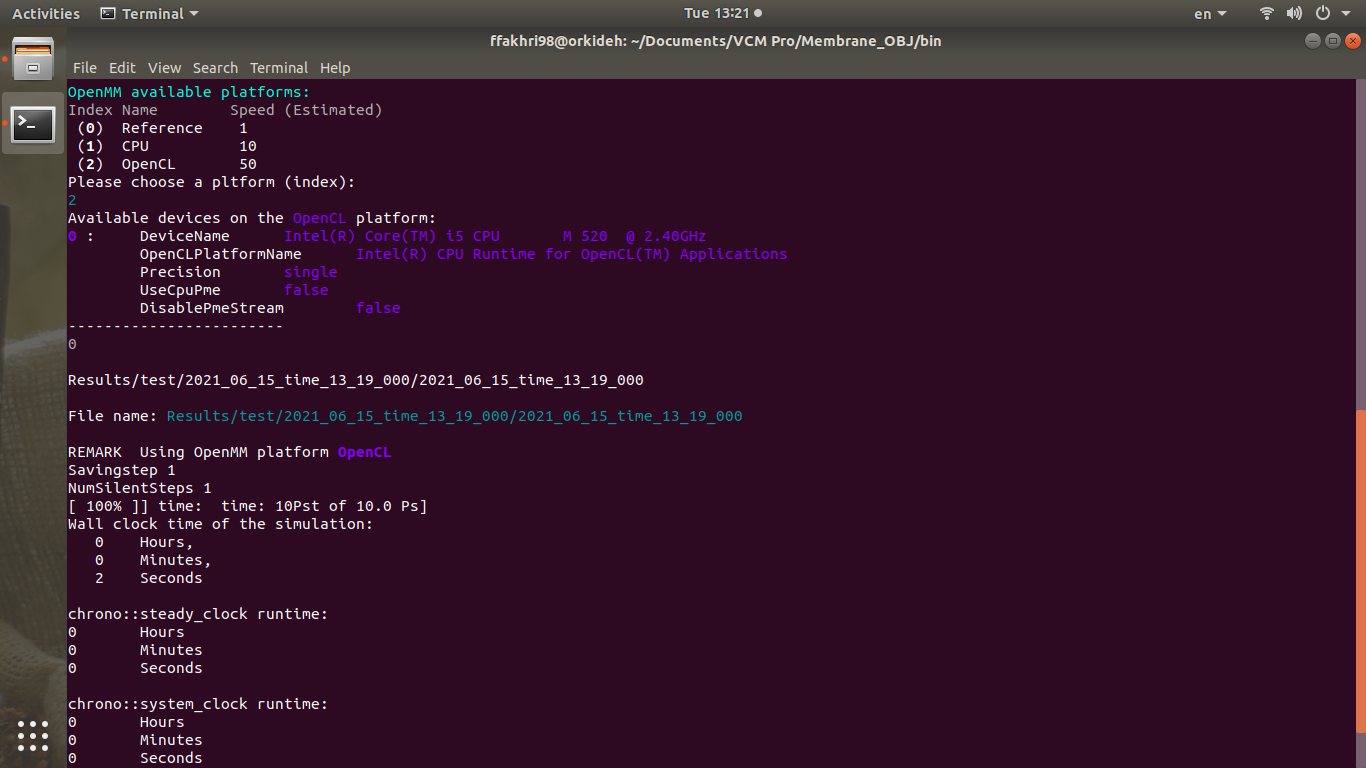 Activities Terminal Tue 13:21 en
ffakhri98@orkideh: ~/Documents/VCM Pro/Membrane_OBJ/bin
File Edit View Search Terminal Help
OpenMM available platforms:
Index Name Speed (Estimated)
(0) Reference 1
(1) CPU 10
(2) OpenCL 50
Please choose a pltform (index):
2
Available devices on the OpenCL platform:
0 : DeviceName Intel(R) Core(TM) i5 CPU M 520 @ 2.40GHz
OpenCLPlatformName Intel(R) CPU Runtime for OpenCL(TM) Applications
Precision single
UseCpuPme false
DisablePmeStream false
------------------------
0
Results/test/2021_06_15_time_13_19_000/2021_06_15_time_13_19_000
File name: Results/test/2021_06_15_time_13_19_000/2021_06_15_time_13_19_000
REMARK Using OpenMM platform OpenCL
Savingstep 1
NumSilentSteps 1
[ 100% ]] time: time: 10Pst of 10.0 Ps]
Wall clock time of the simulation:
0 Hours,
0 Minutes,
2 Seconds
chrono::steady_clock runtime:
0 Hours
0 Minutes
0 Seconds
chrono::system_clock runtime:
0 Hours
0 Minutes
0 Seconds